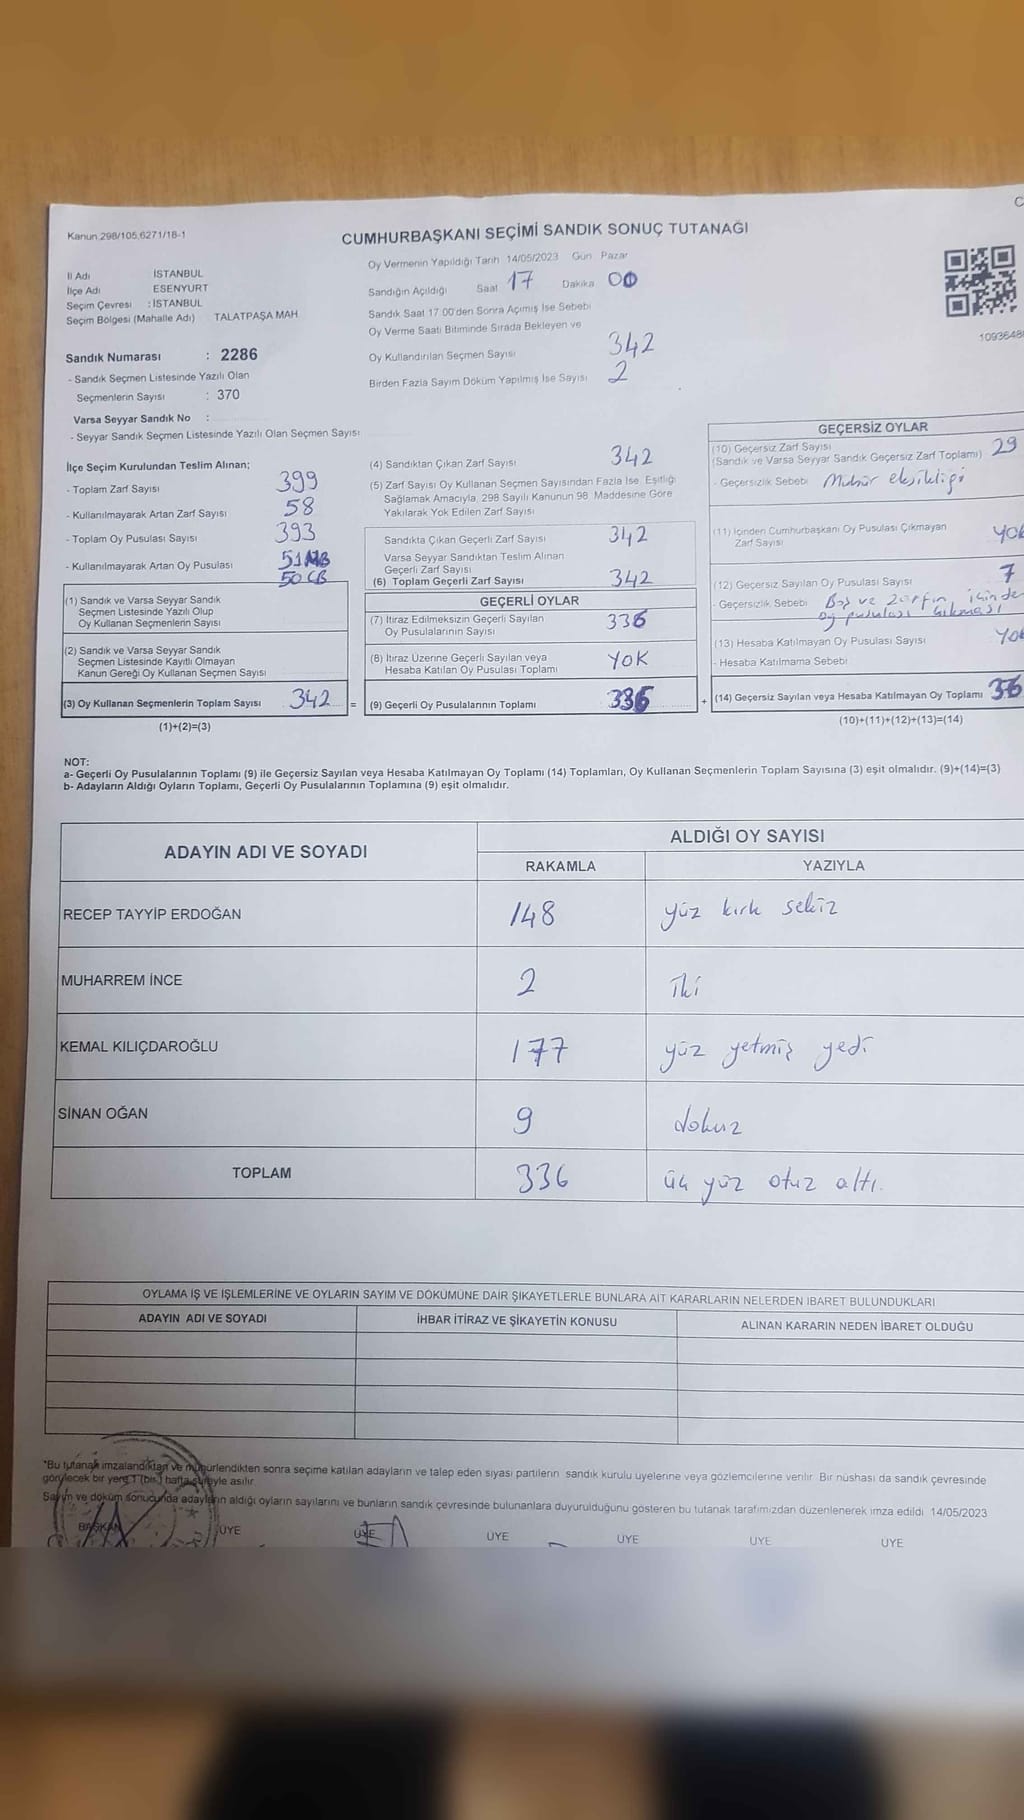 Kanun,298/105,6271/18-1
CUMHURBAŞKANI SEÇİMİ SANDIK SONUÇ TUTANAĞI
İl Adı İSTANBUL
İlçe Adı ESENYURT
Seçim Çevresi : İSTANBUL
Seçim Bölgesi (Mahalle Adı) TALATPAŞA MAH
Sandık Numarası : 2286
- Sandık Seçmen Listesinde Yazılı Olan
Seçmenlerin Sayısı : 370
Varsa Seyyar Sandık No :
- Seyyar Sandık Seçmen Listesinde Yazılı Olan Seçmen Sayısı
Oy Vermenin Yapıldığı Tarih 14/05/2023 Gün Pazar
Sandığın Açıldığı Saat 17 Dakika 00
Sandık Saat 17 00'den Sonra Açımış İse Sebebi
Oy Verme Saati Bitiminde Sırada Bekleyen ve
Oy Kullandırılan Seçmen Sayısı 342
Birden Fazla Sayım Döküm Yapılmış İse Sayısı 2
1093648
İlçe Seçim Kurulundan Teslim Alınan;
- Toplam Zarf Sayısı 399
- Kullanılmayarak Artan Zarf Sayısı 58
- Toplam Oy Pusulası Sayısı 393
- Kullanılmayarak Artan Oy Pusulası 51 MB
50 CB
(1) Sandık ve Varsa Seyyar Sandık
Seçmen Listesinde Yazılı Olup
Oy Kullanan Seçmenlerin Sayısı
(2) Sandık ve Varsa Seyyar Sandık
Seçmen Listesinde Kayıtlı Olmayan
Kanun Gereği Oy Kullanan Seçmen Sayısı
(3) Oy Kullanan Seçmenlerin Toplam Sayısı 342 =
(1)+(2)=(3)
(4) Sandıktan Çıkan Zarf Sayısı 342
(5) Zarf Sayısı Oy Kullanan Seçmen Sayısından Fazla İse, Eşitliği
Sağlamak Amacıyla, 298 Sayılı Kanunun 98 Maddesine Göre
Yakılarak Yok Edilen Zarf Sayısı
Sandıkta Çıkan Geçerli Zarf Sayısı 342
Varsa Seyyar Sandıktan Teslim Alınan
Geçerli Zarf Sayısı
(6) Toplam Geçerli Zarf Sayısı 342
GEÇERLİ OYLAR
(7) İtiraz Edilmeksizin Geçerli Sayılan
Oy Pusulalarının Sayısı 336
(8) İtiraz Üzerine Geçerli Sayılan veya
Hesaba Katılan Oy Pusulası Toplamı YOK
(9) Geçerli Oy Pusulalarının Toplamı 336 +
GEÇERSİZ OYLAR
(10) Geçersiz Zarf Sayısı
(Sandık ve Varsa Seyyar Sandık Geçersiz Zarf Toplamı) 29
- Geçersizlik Sebebi Mühür eksikliği
(11) İçinden Cumhurbaşkanı Oy Pusulası Çıkmayan
Zarf Sayısı
(12) Geçersiz Sayılan Oy Pusulası Sayısı 7
- Geçersizlik Sebebi Boş ve zarfın içinde
oy pusulası çıkması
(13) Hesaba Katılmayan Oy Pusulası Sayısı
- Hesaba Katılmama Sebebi
(14) Geçersiz Sayılan veya Hesaba Katılmayan Oy Toplamı
(10)+(11)+(12)+(13)=(14)
NOT:
a- Geçerli Oy Pusulalarının Toplamı (9) ile Geçersiz Sayılan veya Hesaba Katılmayan Oy Toplamı (14) Toplamları, Oy Kullanan Seçmenlerin Toplam Sayısına (3) eşit olmalıdır. (9)+(14)=(3)
b- Adayların Aldığı Oyların Toplamı, Geçerli Oy Pusulalarının Toplamına (9) eşit olmalıdır.
ADAYIN ADI VE SOYADI ALDIĞI OY SAYISI
RAKAMLA YAZIYLA
RECEP TAYYİP ERDOĞAN 148 yüz kırk sekiz
MUHARREM İNCE 2 iki
KEMAL KILIÇDAROĞLU 177 yüz yetmiş yedi
SİNAN OĞAN 9 dokuz
TOPLAM 336 üç yüz otuz altı.
OYLAMA İŞ VE İŞLEMLERİNE VE OYLARIN SAYIM VE DÖKÜMÜNE DAİR ŞİKAYETLERLE BUNLARA AİT KARARLARIN NELERDEN İBARET BULUNDUKLARI
ADAYIN ADI VE SOYADI İHBAR İTİRAZ VE ŞİKAYETİN KONUSU ALINAN KARARIN NEDEN İBARET OLDUĞU
*Bu tutanak imzalandıktan ve mühürlendikten sonra seçime katılan adayların ve talep eden siyasi partilerin sandık kurulu üyelerine veya gözlemcilerine verilir. Bir nüshası da sandık çevresinde
görülecek bir yere 1 (bir) hafta süreyle asılır
Sayım ve döküm sonucunda adayların aldığı oyların sayılarını ve bunların sandık çevresinde bulunanlara duyurulduğunu gösteren bu tutanak tarafımızdan düzenlenerek imza edildi 14/05/2023
BAŞKAN ÜYE ÜYE ÜYE ÜYE ÜYE ÜYE